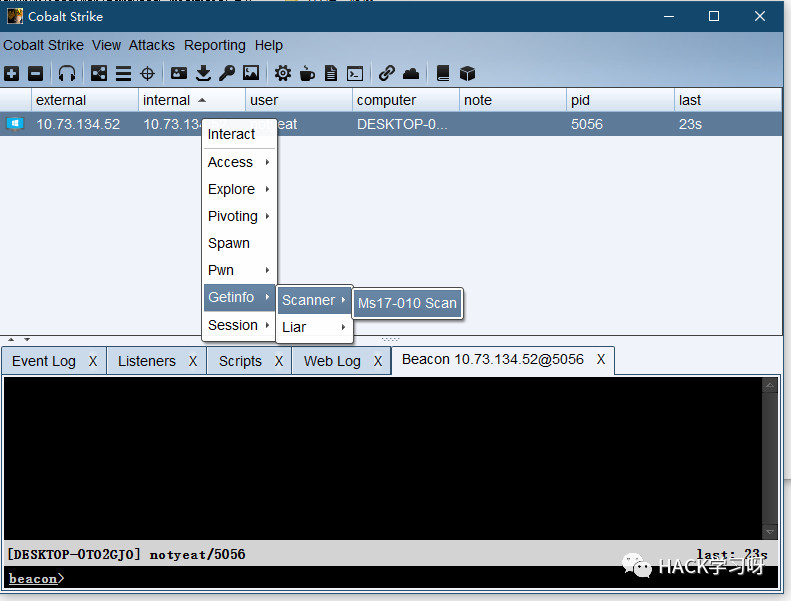 Cobalt Strike
Cobalt Strike View Attacks Reporting Help
external internal user computer note pid last
10.73.134.52 10.73.13 eat DESKTOP-0... 5056 23s
Interact
Access
Explore
Pivoting
Spawn
Pwn
Getinfo
Session
Scanner
Liar
Ms17-010 Scan
Event Log X Listeners X Scripts X Web Log X Beacon 10.73.134.52@5056 X
[DESKTOP-0TO2GJO] notyeat/5056 last: 23s
beacon>
HACK学习呀